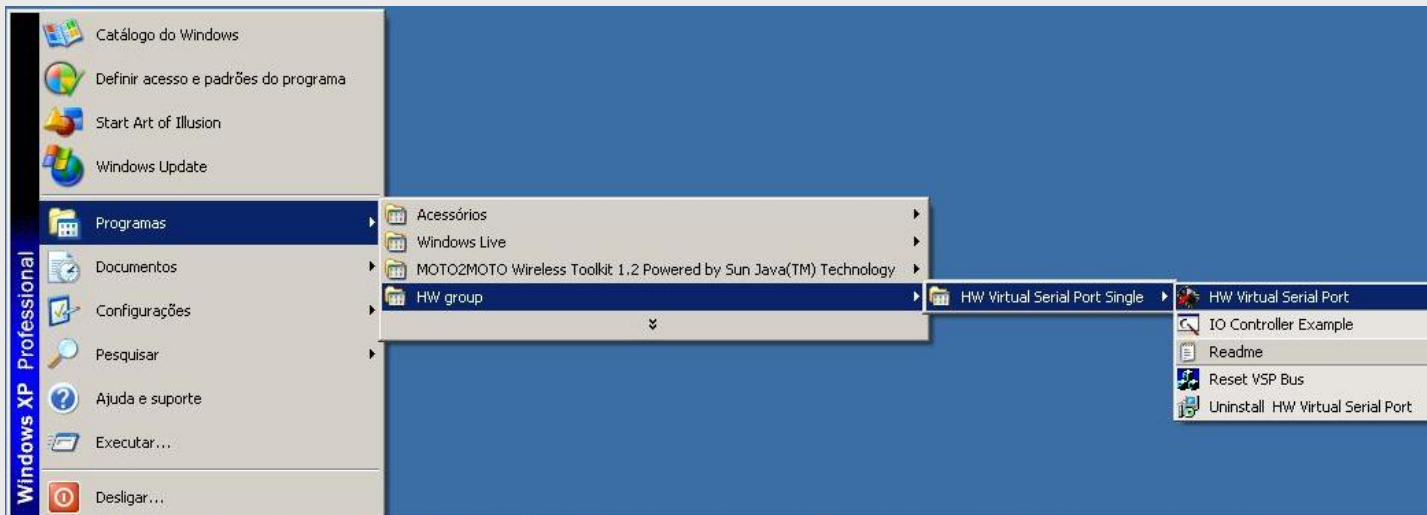 Windows XP Professional
Catálogo do Windows
Definir acesso e padrões do programa
Start Art of Illusion
Windows Update
Programas
Documentos
Configurações
Pesquisar
Ajuda e suporte
Executar...
Desligar...
Acessórios
Windows Live
MOTO2MOTO Wireless Toolkit 1.2 Powered by Sun Java(TM) Technology
HW group
HW Virtual Serial Port Single
HW Virtual Serial Port
IO Controller Example
Readme
Reset VSP Bus
Uninstall HW Virtual Serial Port